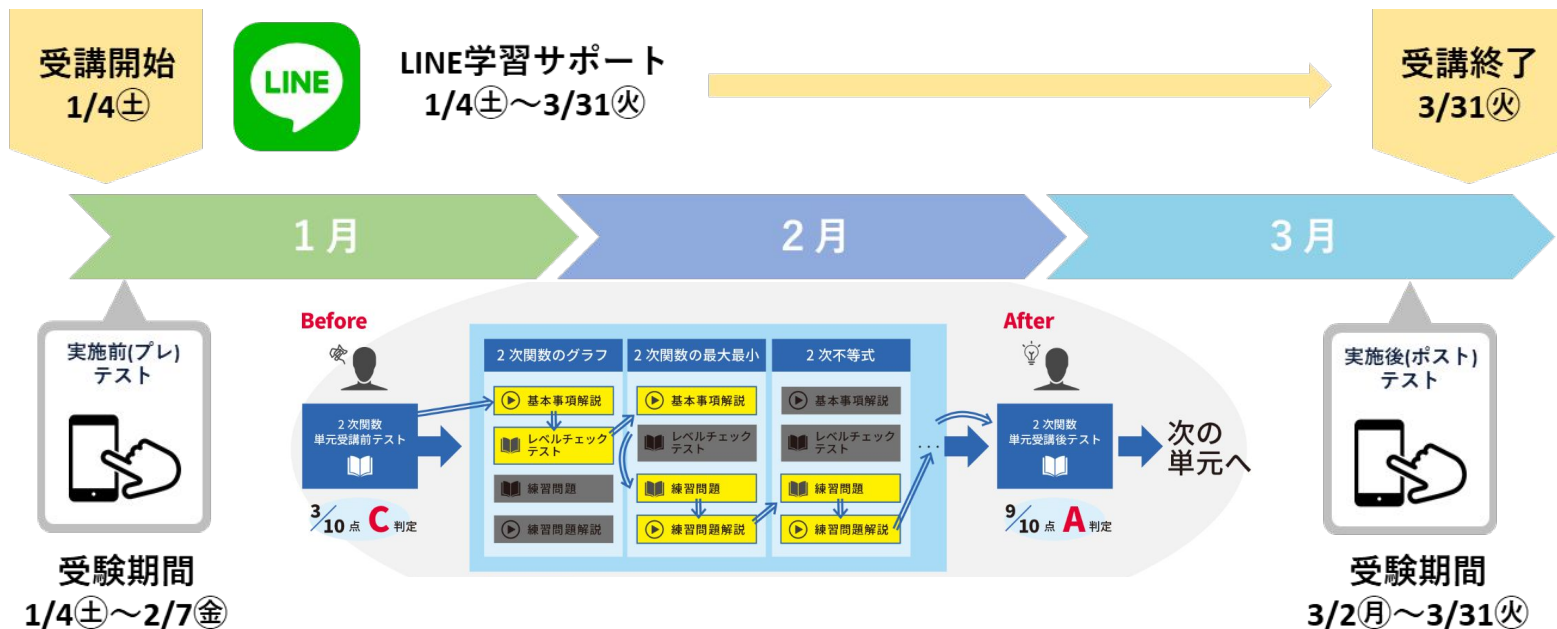 受講開始
1/4㊏
LINE
LINE学習サポート
1/4㊏～3/31㊋
受講終了
3/31㊋
1月
2月
3月
実施前(プレ)
テスト
受験期間
1/4㊏～2/7㊎
Before
2次関数
単元受講前テスト
3/10点 C判定
2次関数のグラフ
基本事項解説
レベルチェック
テスト
練習問題
練習問題解説
2次関数の最大最小
基本事項解説
レベルチェック
テスト
練習問題
練習問題解説
2次不等式
基本事項解説
レベルチェック
テスト
練習問題
練習問題解説
...
After
2次関数
単元受講後テスト
9/10点 A判定
次の
単元へ
実施後(ポスト)
テスト
受験期間
3/2㊊～3/31㊋